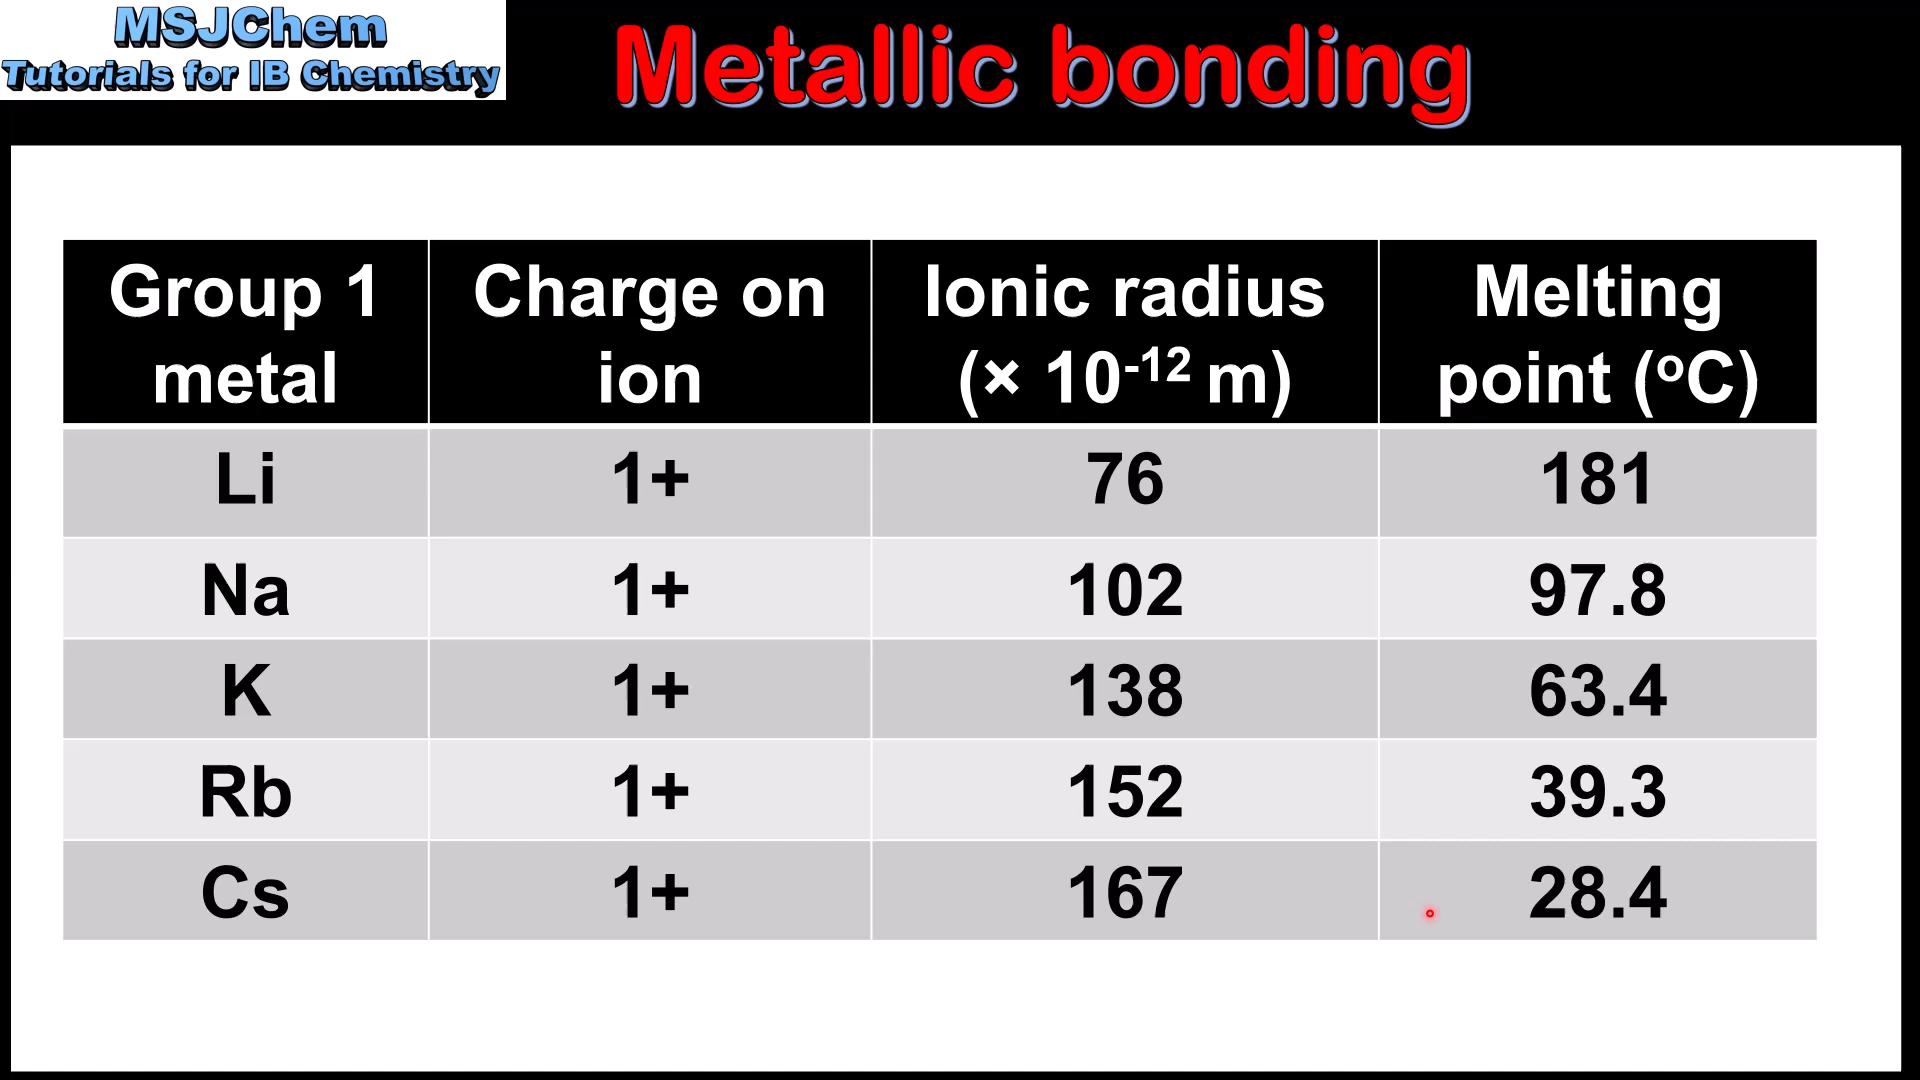 MSJChem
Tutorials for IB Chemistry
Metallic bonding
Group 1 metal | Charge on ion | Ionic radius (× 10⁻¹² m) | Melting point (ᵒC)
Li | 1+ | 76 | 181
Na | 1+ | 102 | 97.8
K | 1+ | 138 | 63.4
Rb | 1+ | 152 | 39.3
Cs | 1+ | 167 | 28.4